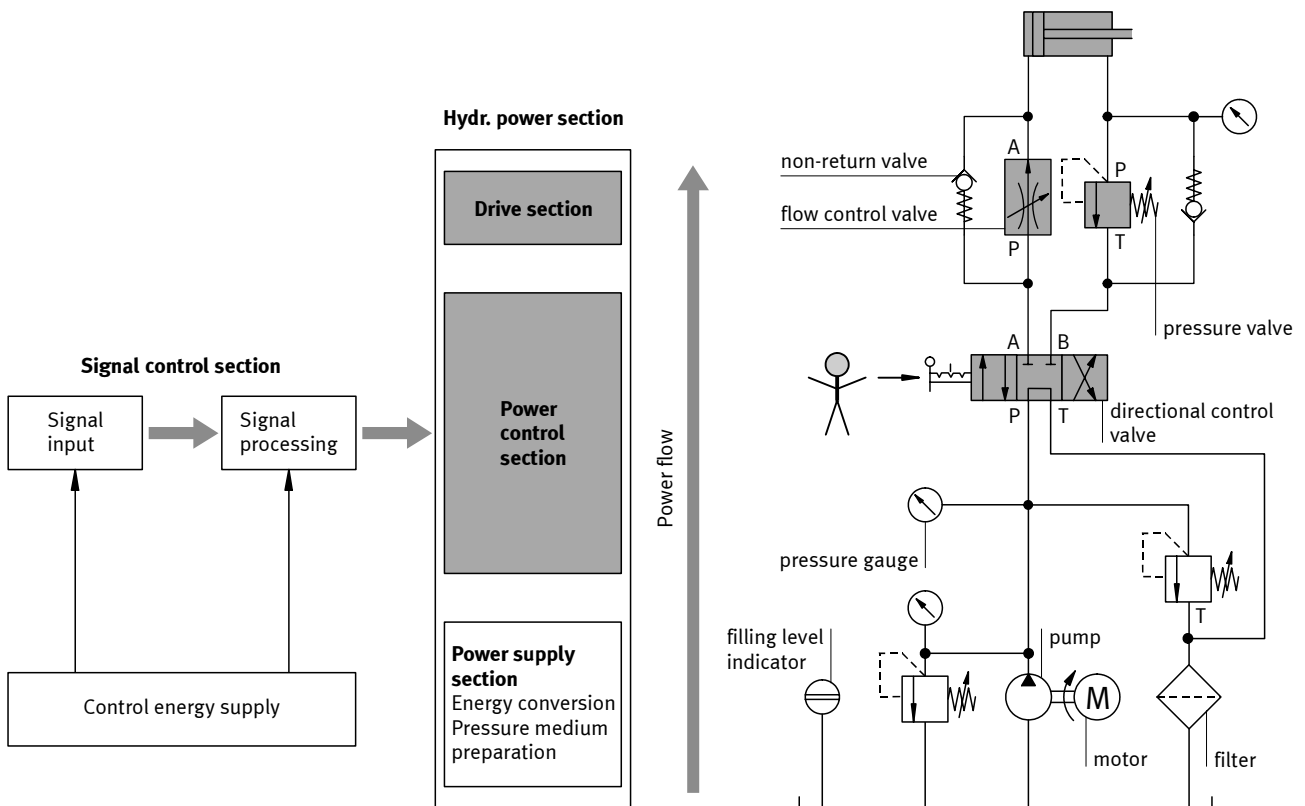 Hydr. power section
Drive section
Power
control
section
Power supply
section
Energy conversion
Pressure medium
preparation
Signal control section
Signal
input
Signal
processing
Control energy supply
Power flow
non-return valve
flow control valve
A
P
P
T
pressure valve
A
B
P
T
directional control
valve
pressure gauge
T
filling level
indicator
pump
M
motor
filter